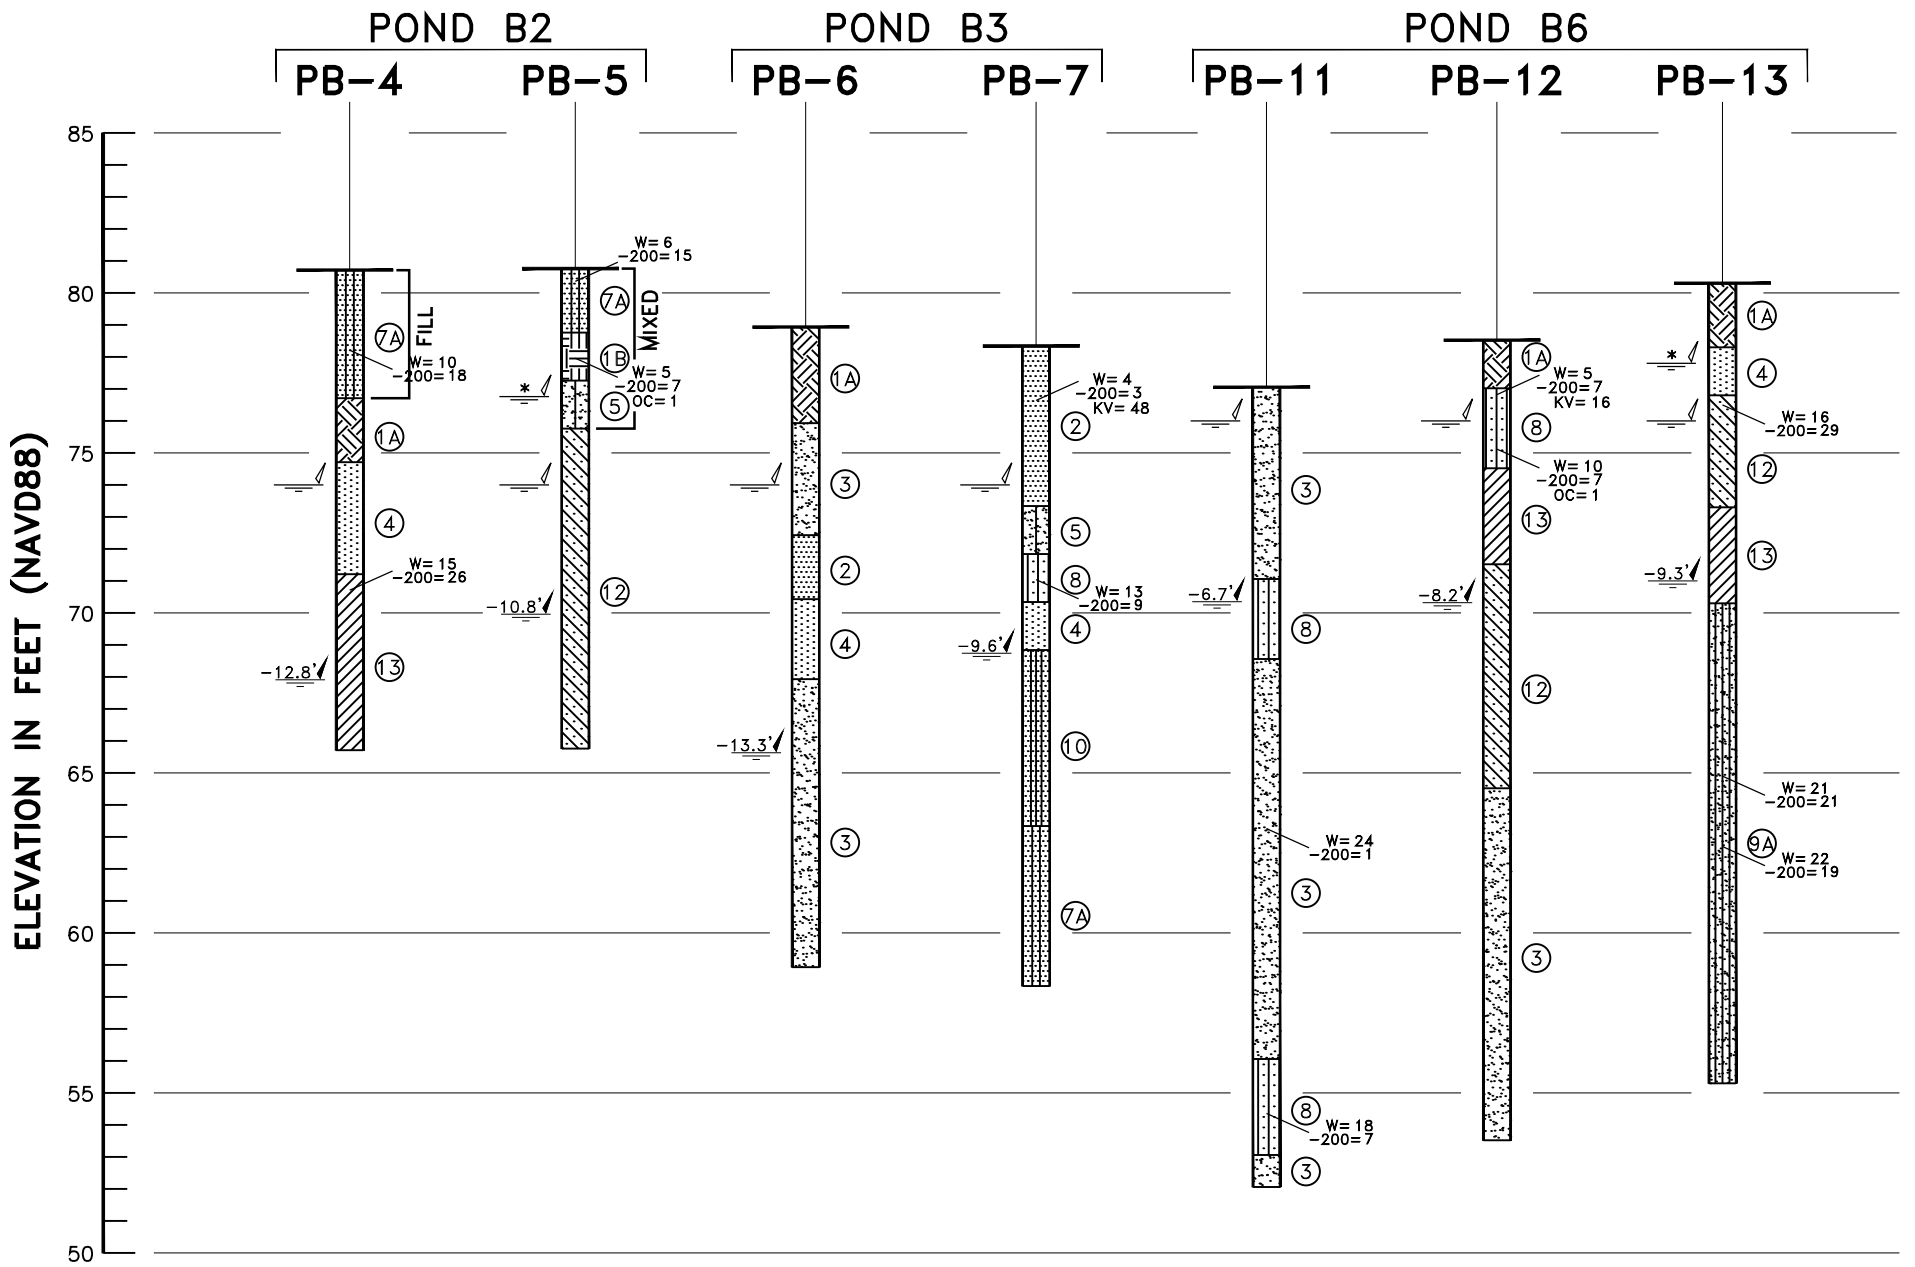 POND B2
POND B3
POND B6
PB-4
PB-5
PB-6
PB-7
PB-11
PB-12
PB-13
ELEVATION IN FEET (NAVD88)
85
80
75
70
65
60
55
50
FILL
7A
W= 10
-200=18
1A
4
W= 15
-200=26
-12.8'
13
W= 6
-200=15
MIXED
7A
1B
W= 5
-200=7
OC= 1
*
5
-10.8'
12
1A
3
2
4
-13.3'
3
W= 4
-200=3
KV= 48
2
5
8
W= 13
-200=9
4
-9.6'
10
7A
3
-6.7'
8
W= 24
-200=1
3
8
W= 18
-200=7
3
1A
W= 5
-200=7
KV= 16
8
W= 10
-200=7
OC= 1
13
-8.2'
12
3
1A
*
4
W= 16
-200=29
12
13
-9.3'
W= 21
-200=21
9A
W= 22
-200=19